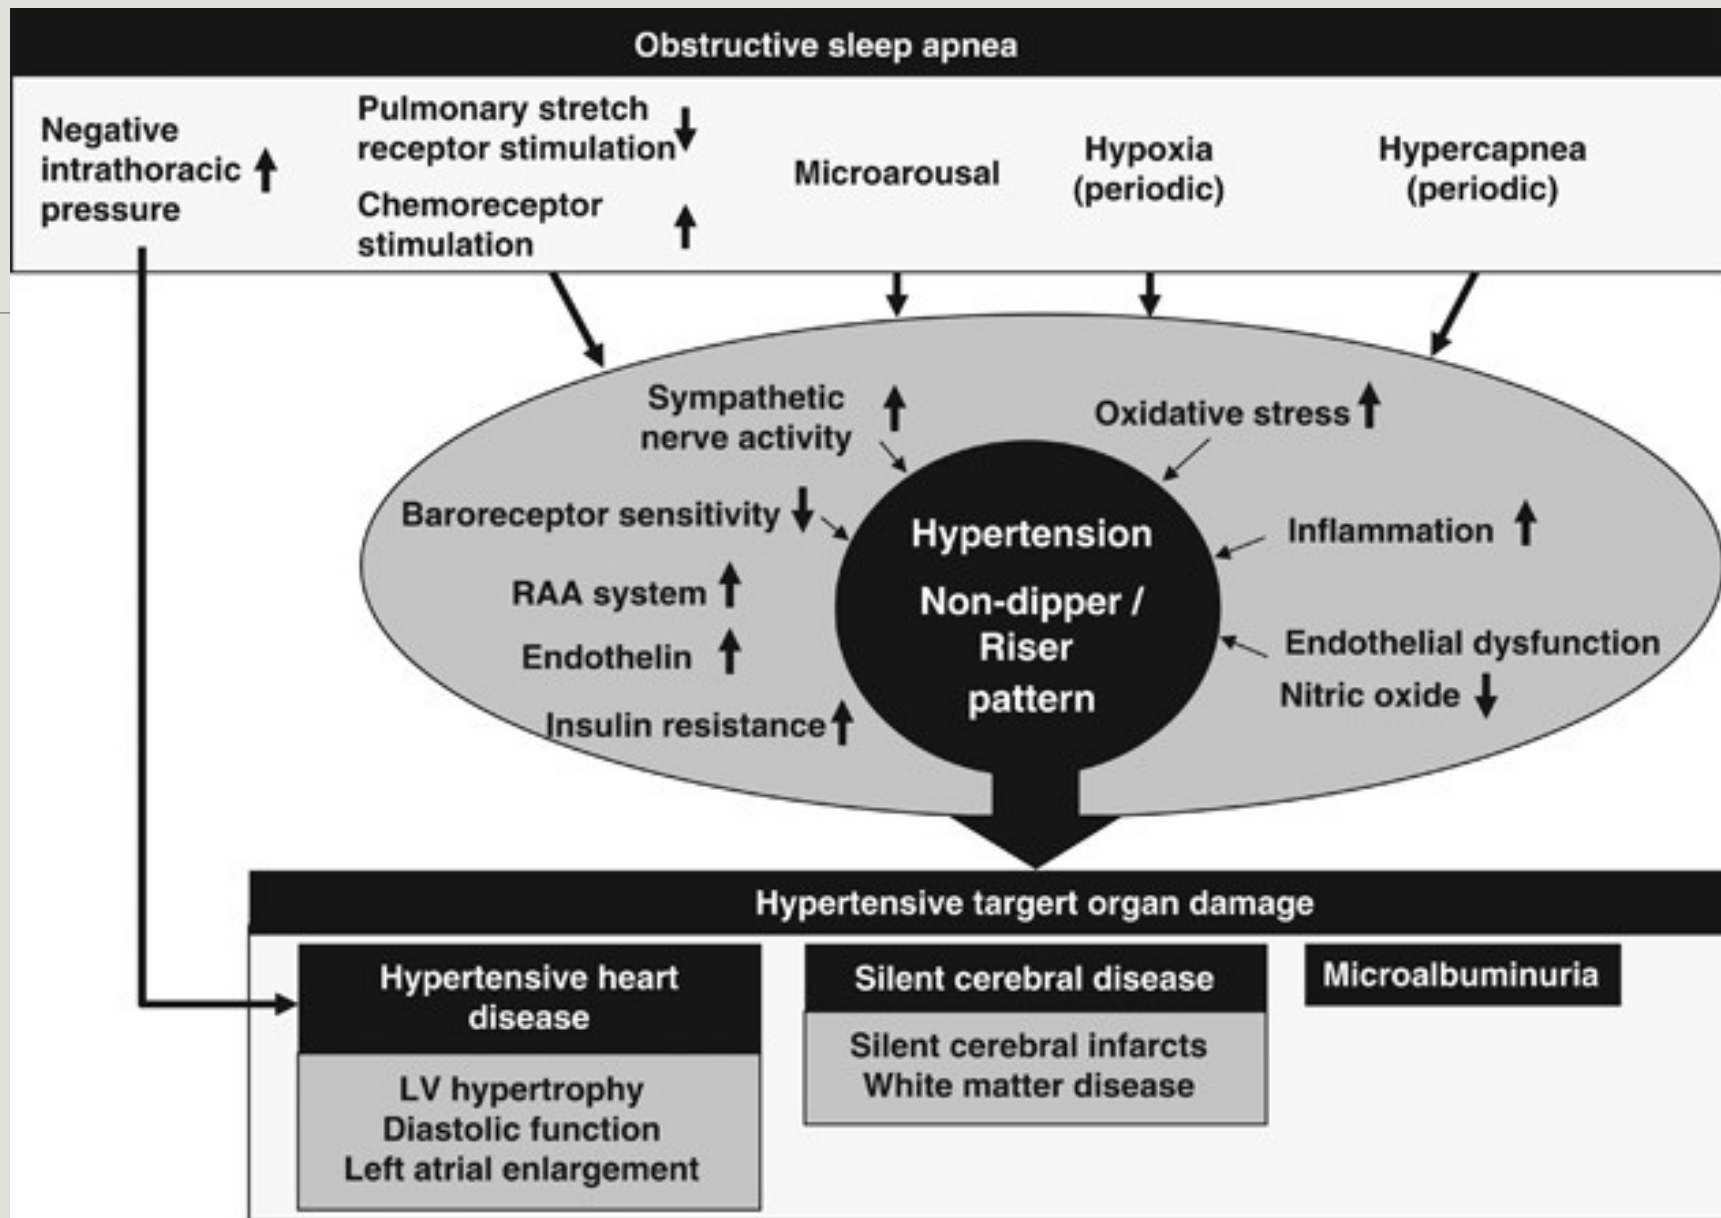 Obstructive sleep apnea
Negative
intrathoracic
pressure
Pulmonary stretch
receptor stimulation
Chemoreceptor
stimulation
Microarousal
Hypoxia
(periodic)
Hypercapnea
(periodic)
Sympathetic
nerve activity
Baroreceptor sensitivity
RAA system
Endothelin
Insulin resistance
Oxidative stress
Inflammation
Endothelial dysfunction
Nitric oxide
Hypertension
Non-dipper /
Riser
pattern
Hypertensive targert organ damage
Hypertensive heart
disease
LV hypertrophy
Diastolic function
Left atrial enlargement
Silent cerebral disease
Silent cerebral infarcts
White matter disease
Microalbuminuria